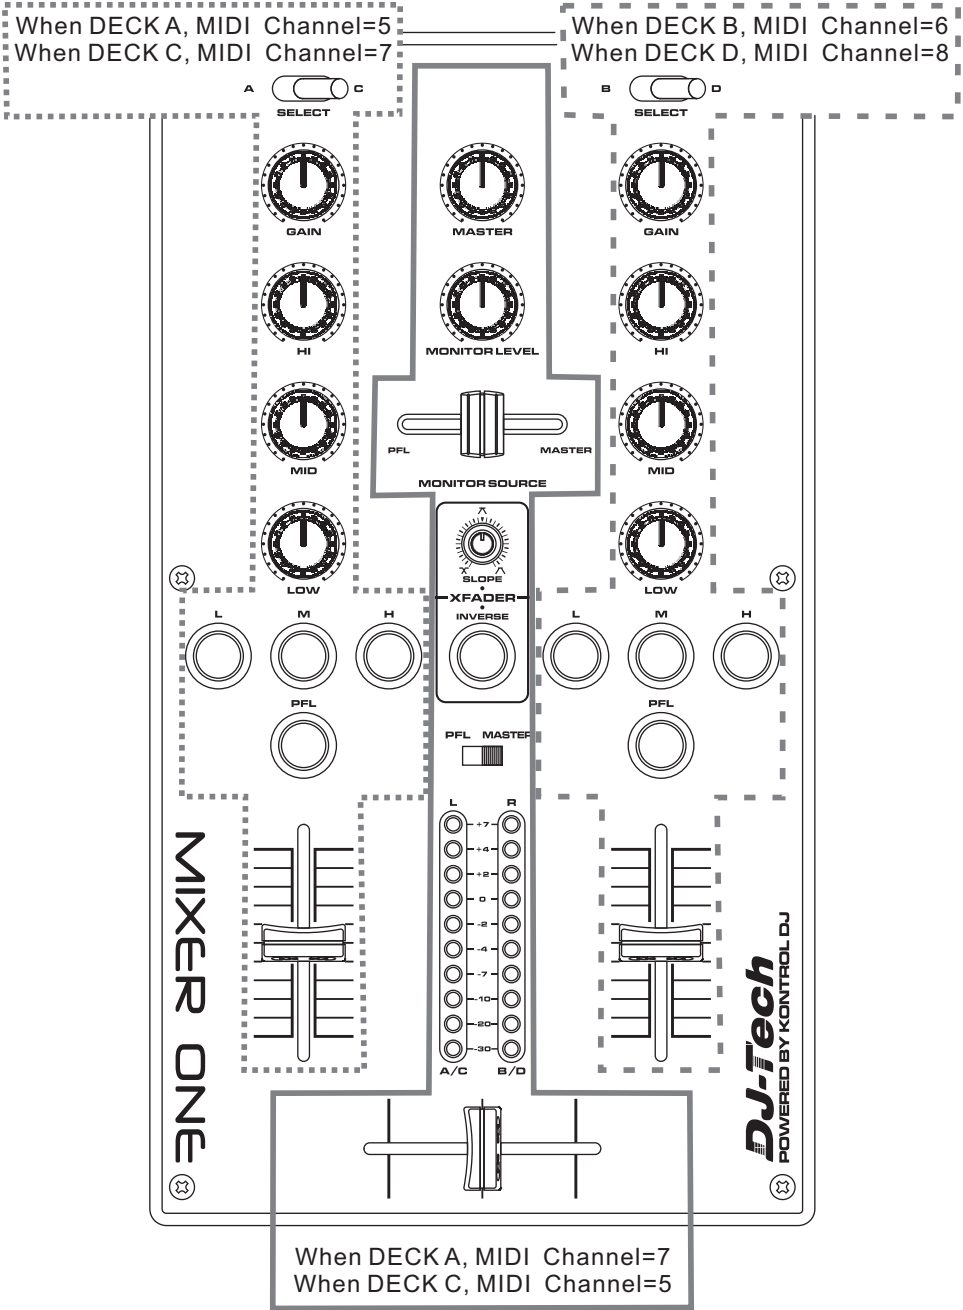 When DECK A, MIDI Channel=5
When DECK C, MIDI Channel=7
When DECK B, MIDI Channel=6
When DECK D, MIDI Channel=8
A C
SELECT
B D
SELECT
GAIN
MASTER
GAIN
HI
MONITOR LEVEL
HI
PFL MASTER
MONITOR SOURCE
MID
MID
SLOPE
XFADER
INVERSE
LOW
LOW
L M H
L M H
PFL
PFL
PFL MASTER
L R
+7
+4
+2
0
-2
-4
-7
-10
-20
-30
A/C B/D
MIXER ONE
DJ-Tech
POWERED BY KONTROL DJ
When DECK A, MIDI Channel=7
When DECK C, MIDI Channel=5